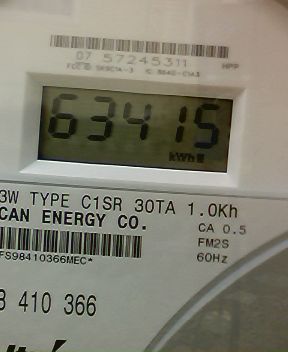 07 57245311
HPP
63415
kWh
3W TYPE C1SR 30TA 1.0Kh
CAN ENERGY CO.
CA 0.5
FM2S
FS98410366MEC*
60Hz
3 410 366